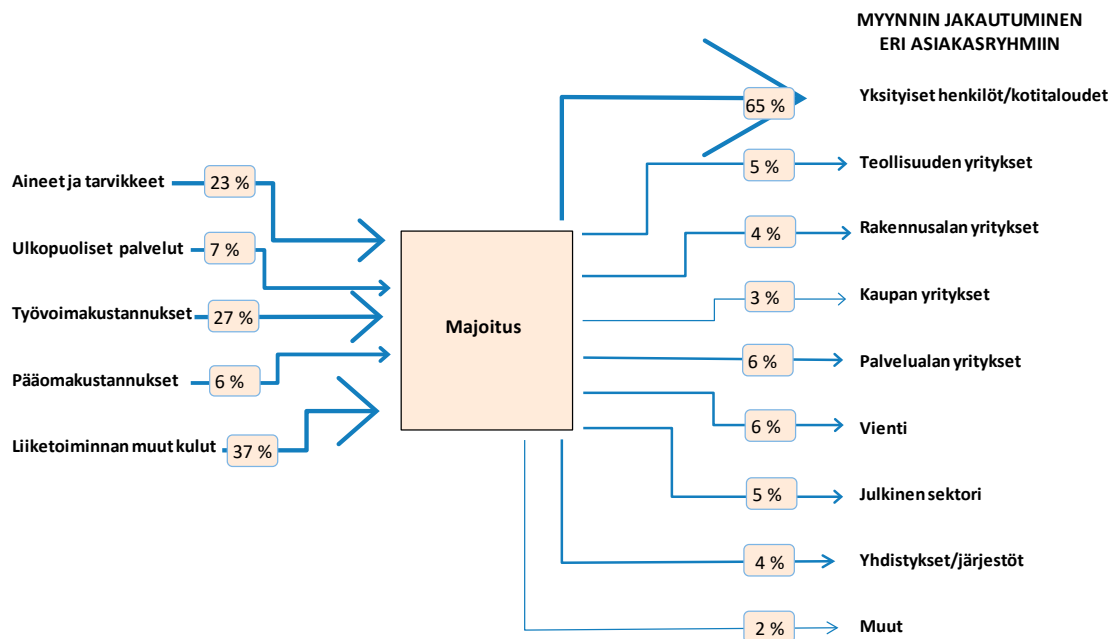 MYYNNIN JAKAUTUMINEN
ERI ASIAKASRYHMIIN
Aineet ja tarvikkeet 23 %
Ulkopuoliset palvelut 7 %
Työvoimakustannukset 27 %
Pääomakustannukset 6 %
Liiketoiminnan muut kulut 37 %
Majoitus
65 % Yksityiset henkilöt/kotitaloudet
5 % Teollisuuden yritykset
4 % Rakennusalan yritykset
3 % Kaupan yritykset
6 % Palvelualan yritykset
6 % Vienti
5 % Julkinen sektori
4 % Yhdistykset/järjestöt
2 % Muut